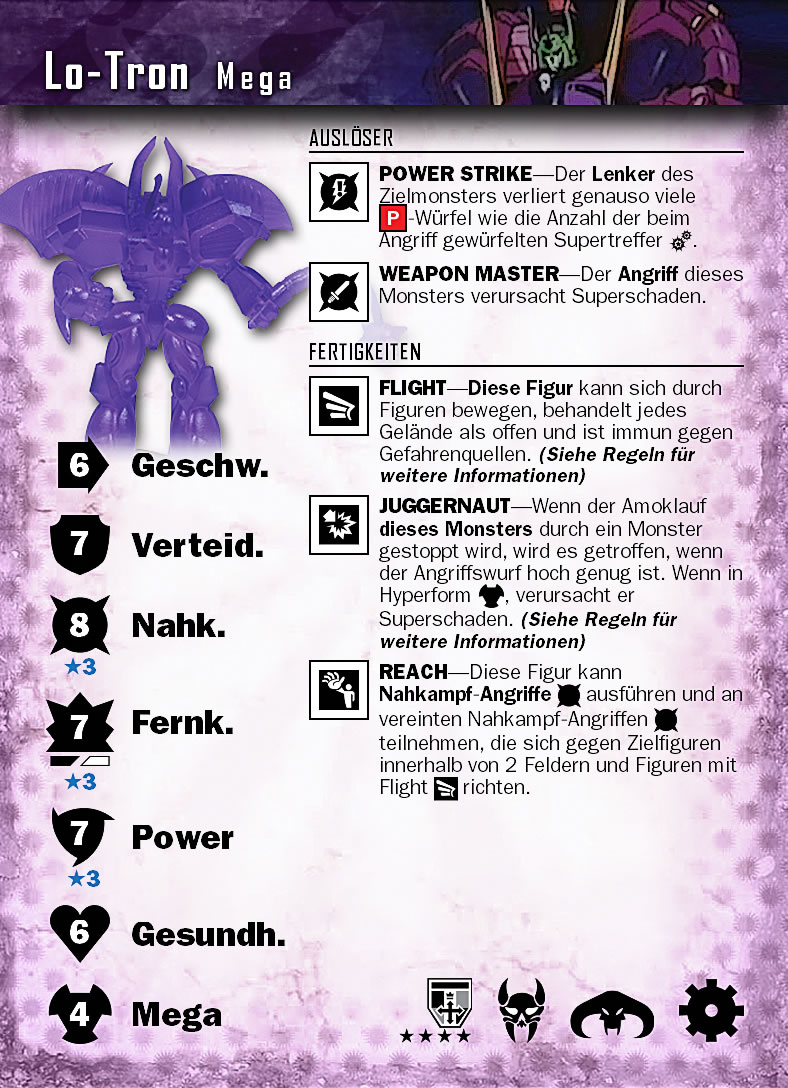 Lo-Tron Mega
AUSLÖSER
POWER STRIKE—Der Lenker des
Zielmonsters verliert genauso viele
P-Würfel wie die Anzahl der beim
Angriff gewürfelten Supertreffer.
WEAPON MASTER—Der Angriff dieses
Monsters verursacht Superschaden.
FERTIGKEITEN
FLIGHT—Diese Figur kann sich durch
Figuren bewegen, behandelt jedes
Gelände als offen und ist immun gegen
Gefahrenquellen. (Siehe Regeln für
weitere Informationen)
JUGGERNAUT—Wenn der Amoklauf
dieses Monsters durch ein Monster
gestoppt wird, wird es getroffen, wenn
der Angriffswurf hoch genug ist. Wenn in
Hyperform , verursacht er
Superschaden. (Siehe Regeln für
weitere Informationen)
REACH—Diese Figur kann
Nahkampf-Angriffe ausführen und an
vereinten Nahkampf-Angriffen
teilnehmen, die sich gegen Zielfiguren
innerhalb von 2 Feldern und Figuren mit
Flight richten.
6 Geschw.
7 Verteid.
8 Nahk.
★3
7 Fernk.
★3
7 Power
★3
6 Gesundh.
4 Mega
★★★★